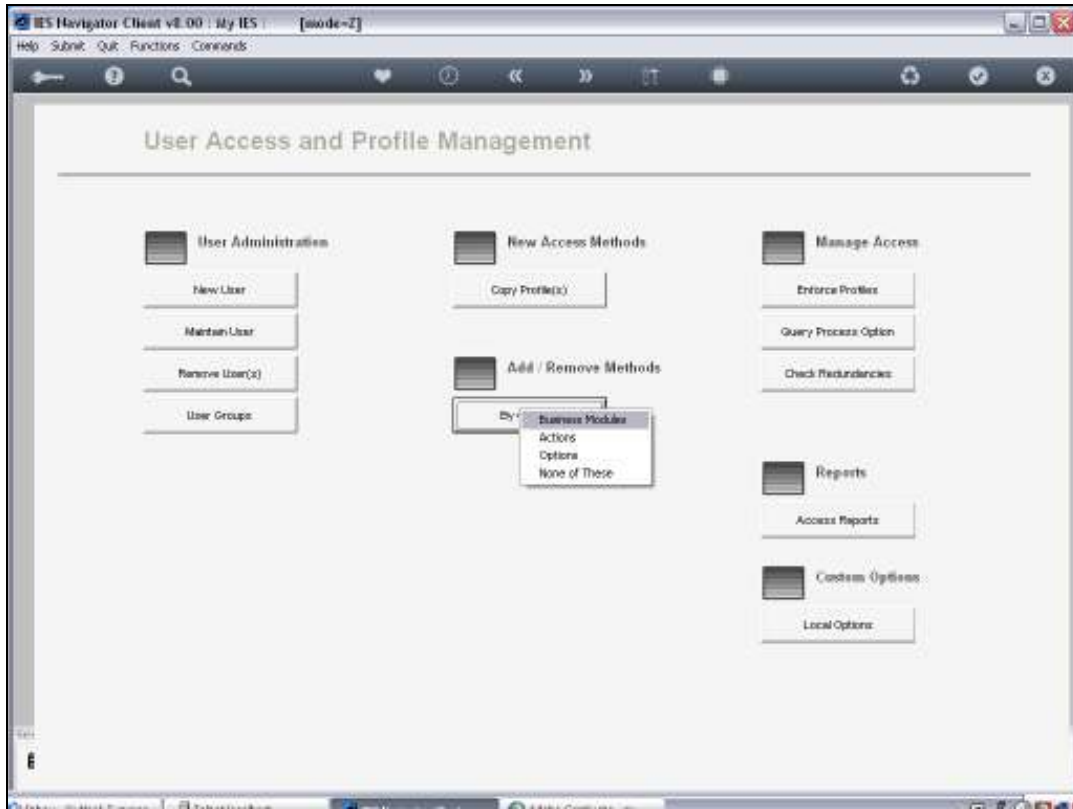 IES Navigator Client v8.00 : My IES : [mode=Z]
Help Submit Quit Functions Commands
User Access and Profile Management
User Administration
New User
Maintain User
Remove User(s)
User Groups
New Access Methods
Copy Profile(s)
Add / Remove Methods
By
Business Modules
Actions
Options
None of These
Manage Access
Enforce Profiles
Query Process Option
Check Redundancies
Reports
Access Reports
Custom Options
Local Options